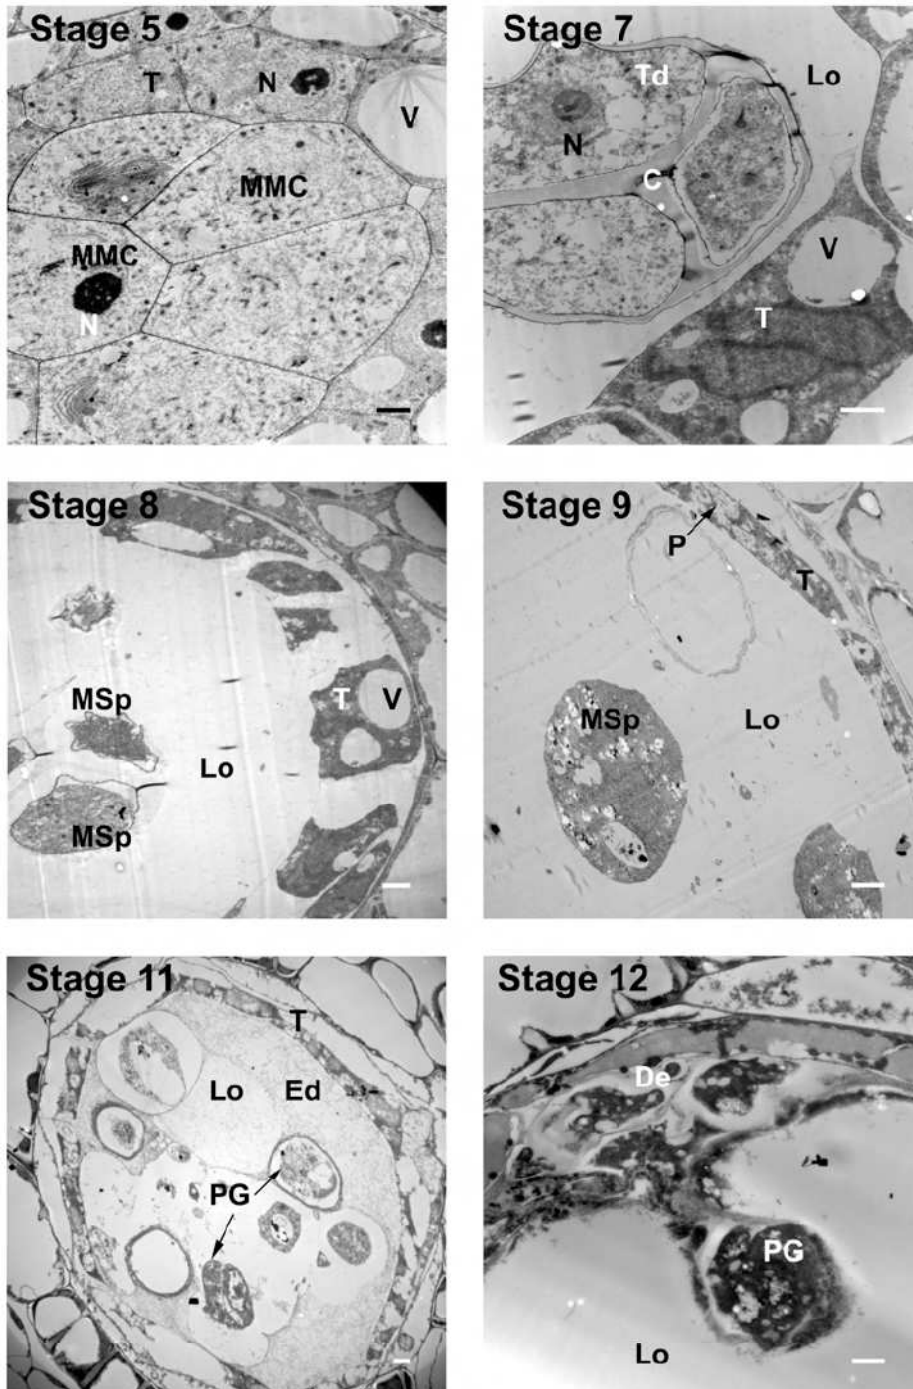 Stage 5
T
N
V
MMC
MMC
N
Stage 7
Td
Lo
N
C
V
T
Stage 8
MSp
T
V
Lo
MSp
Stage 9
P
T
MSp
Lo
Stage 11
T
Lo
Ed
PG
Stage 12
De
PG
Lo